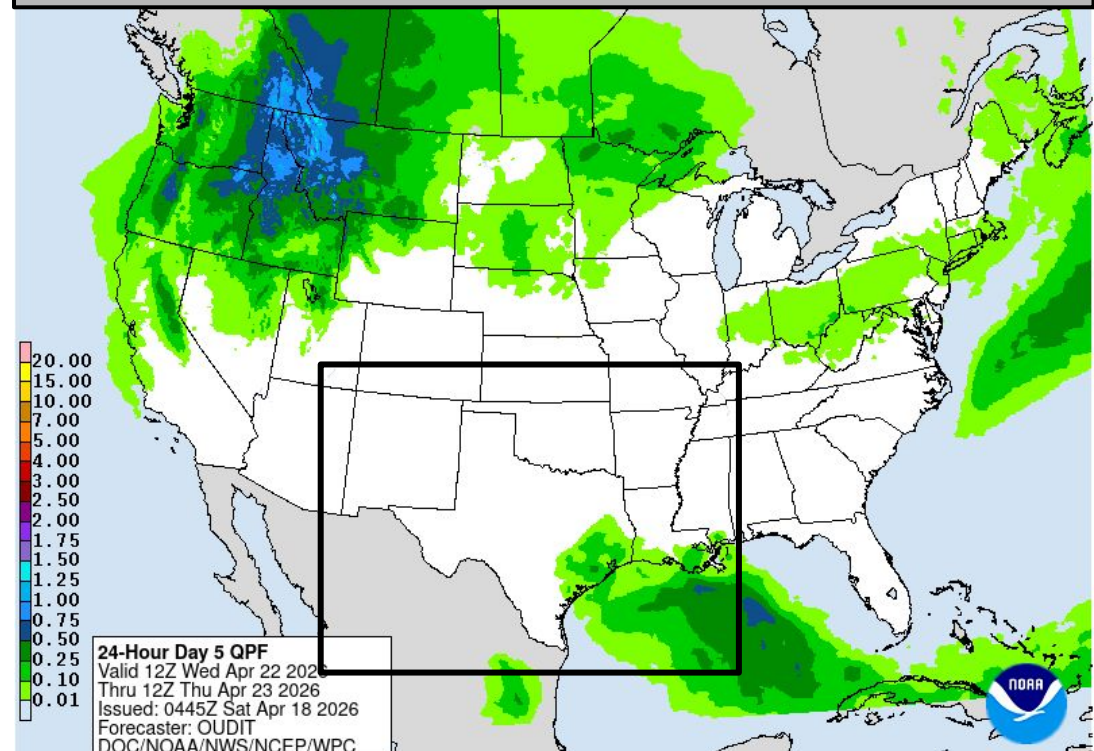 20.00
15.00
10.00
7.00
5.00
4.00
3.00
2.50
2.00
1.75
1.50
1.25
1.00
0.75
0.50
0.25
0.10
0.01
24-Hour Day 5 QPF
Valid 12Z Wed Apr 22 2026
Thru 12Z Thu Apr 23 2026
Issued: 0445Z Sat Apr 18 2026
Forecaster: OUDIT
DOC/NOAA/NWS/NCEP/WPC
NOAA